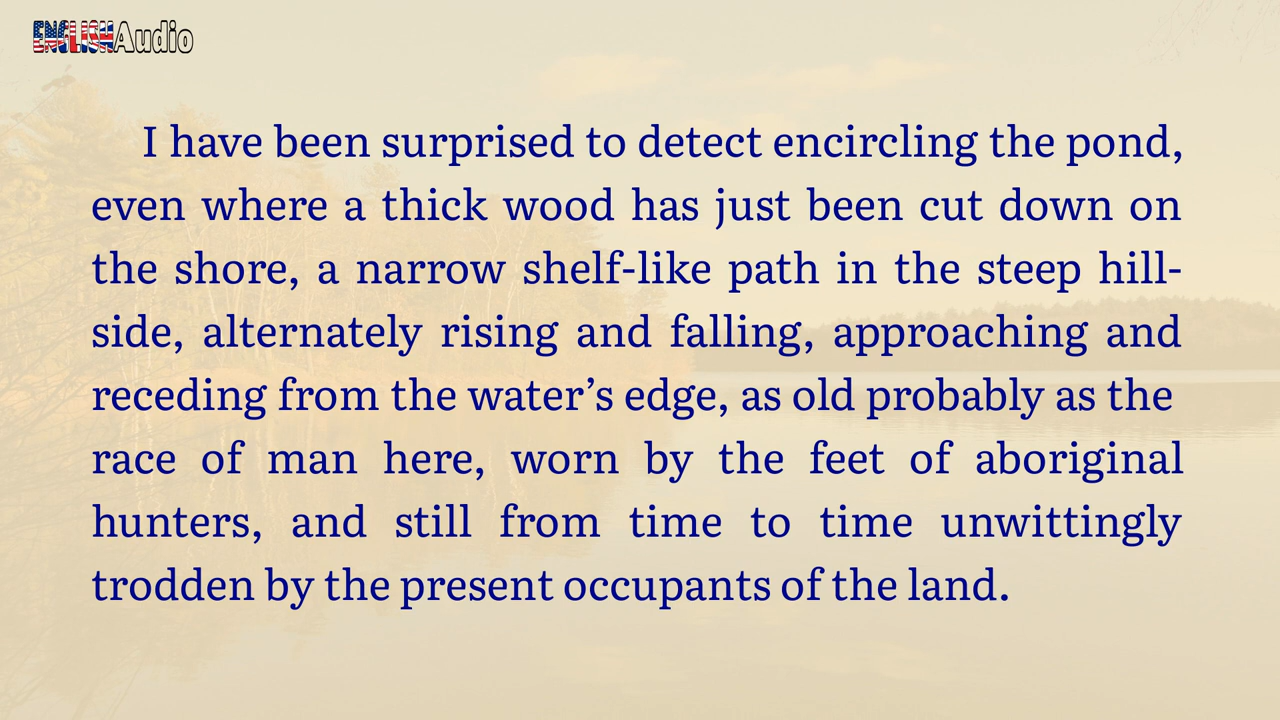 ENGLISHAudio
I have been surprised to detect encircling the pond,
even where a thick wood has just been cut down on
the shore, a narrow shelf-like path in the steep hill-
side, alternately rising and falling, approaching and
receding from the water’s edge, as old probably as the
race of man here, worn by the feet of aboriginal
hunters, and still from time to time unwittingly
trodden by the present occupants of the land.